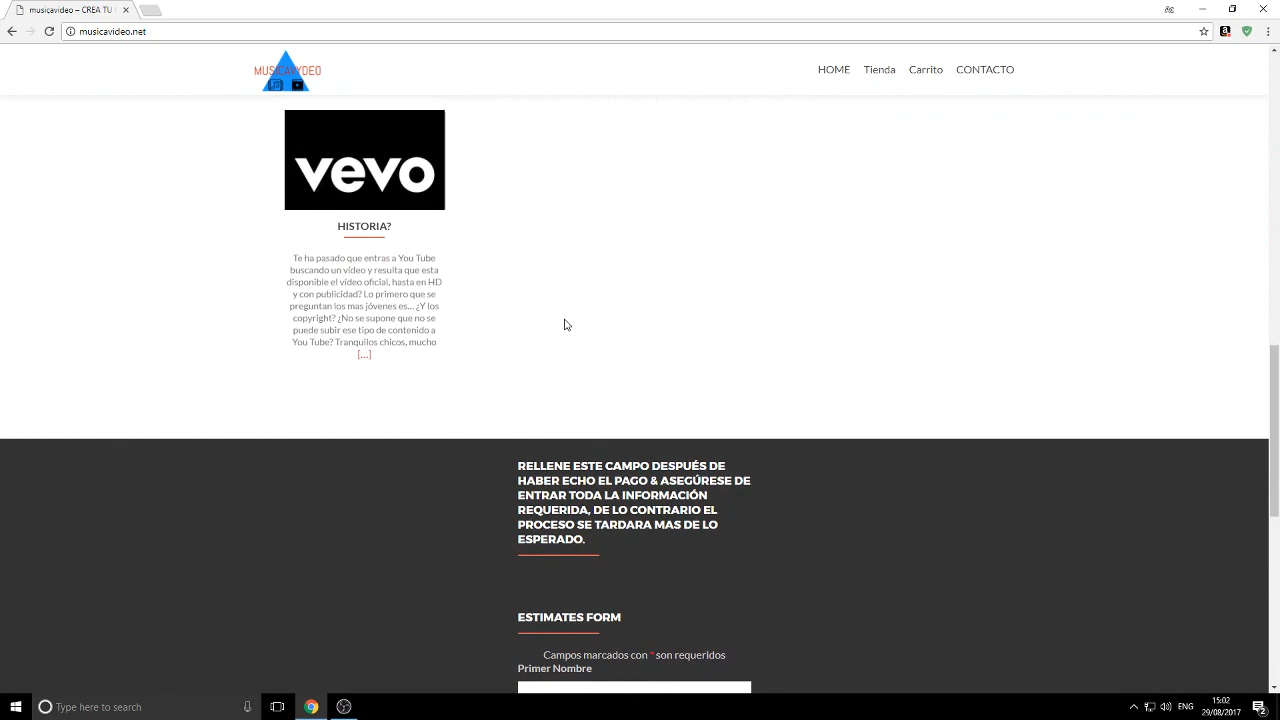 musicavideo – CREA TU
musicavideo.net
MUSICAVYDEO
HOME Tienda Carrito CONTACTO
vevo
HISTORIA?
Te ha pasado que entras a You Tube
buscando un vídeo y resulta que esta
disponible el vídeo oficial, hasta en HD
y con publicidad? Lo primero que se
preguntan los mas jóvenes es… ¿Y los
copyright? ¿No se supone que no se
puede subir ese tipo de contenido a
You Tube? Tranquilos chicos, mucho
[…]
RELLENE ESTE CAMPO DESPUÉS DE
HABER ECHO EL PAGO & ASEGÚRESE DE
ENTRAR TODA LA INFORMACIÓN
REQUERIDA, DE LO CONTRARIO EL
PROCESO SE TARDARA MAS DE LO
ESPERADO.
ESTIMATES FORM
Campos marcados con * son requeridos
Primer Nombre
Type here to search
ENG
15:02
29/08/2017